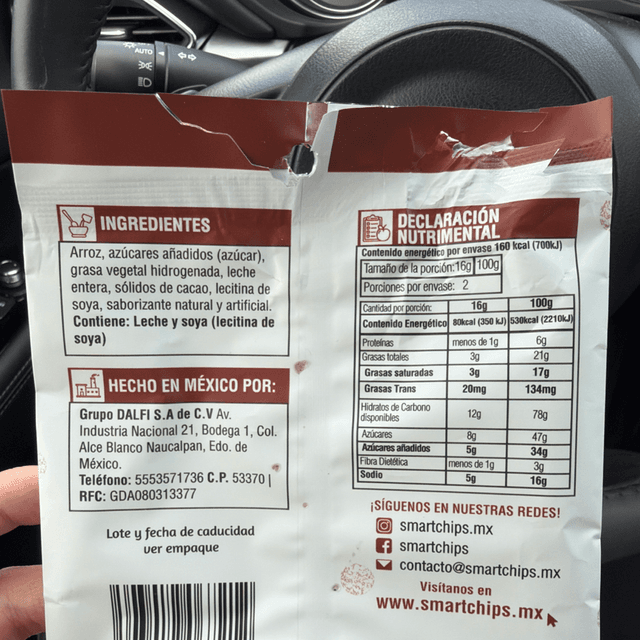 AUTO
INGREDIENTES
Arroz, azúcares añadidos (azúcar),
grasa vegetal hidrogenada, leche
entera, sólidos de cacao, lecitina de
soya, saborizante natural y artificial.
Contiene: Leche y soya (lecitina de
soya)
HECHO EN MÉXICO POR:
Grupo DALFI S.A de C.V Av.
Industria Nacional 21, Bodega 1, Col.
Alce Blanco Naucalpan, Edo. de
México.
Teléfono: 5553571736 C.P. 53370 |
RFC: GDA080313377
Lote y fecha de caducidad
ver empaque
DECLARACIÓN
NUTRIMENTAL
Contenido energético por envase 160 kcal (700kJ)
Tamaño de la porción: 16g 100g
Porciones por envase: 2
Cantidad por porción: 16g 100g
Contenido Energético 80kcal (350 kJ) 530kcal (2210kJ)
Proteínas menos de 1g 6g
Grasas totales 3g 21g
Grasas saturadas 3g 17g
Grasas Trans 20mg 134mg
Hidratos de Carbono
disponibles 12g 78g
Azúcares 8g 47g
Azúcares añadidos 5g 34g
Fibra Dietética menos de 1g 3g
Sodio 5g 16g
¡SÍGUENOS EN NUESTRAS REDES!
smartchips.mx
smartchips
contacto@smartchips.mx
Visítanos en
www.smartchips.mx